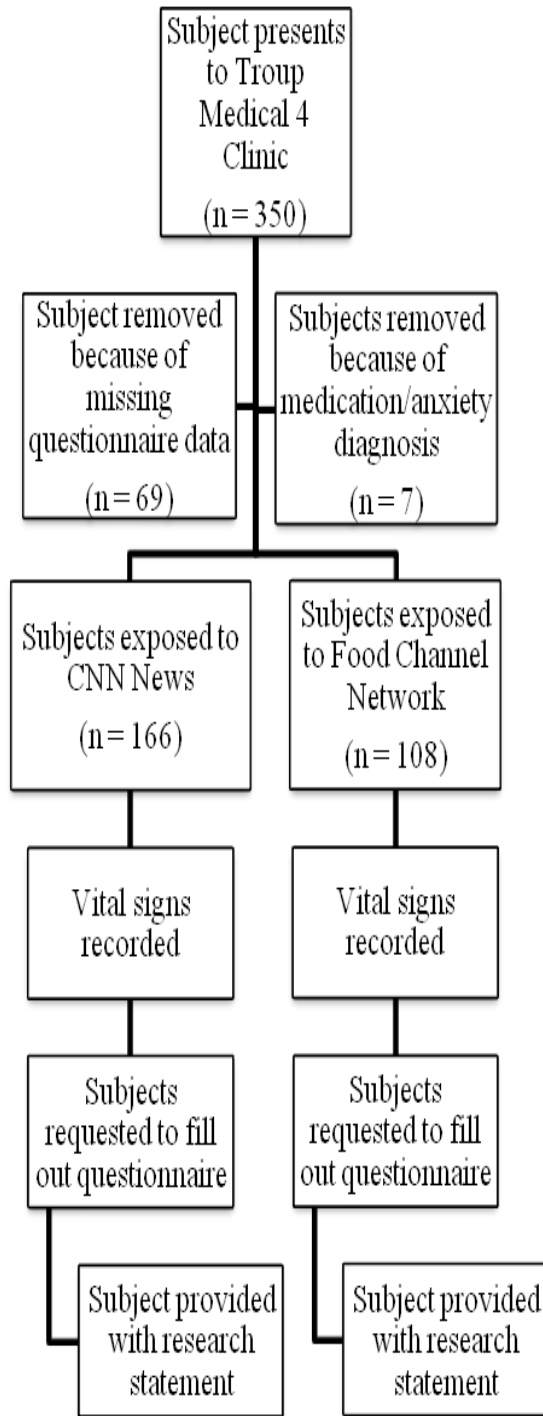 Subject presents
to Troup
Medical 4
Clinic
(n = 350)
Subject removed
because of
missing
questionnaire data
(n = 69)
Subjects removed
because of
medication/anxiety
diagnosis
(n = 7)
Subjects exposed to
CNN News
(n = 166)
Subjects exposed
to Food Channel
Network
(n = 108)
Vital signs
recorded
Vital signs
recorded
Subjects
requested to fill
out questionnaire
Subjects
requested to fill
out questionnaire
Subject provided
with research
statement
Subject provided
with research
statement